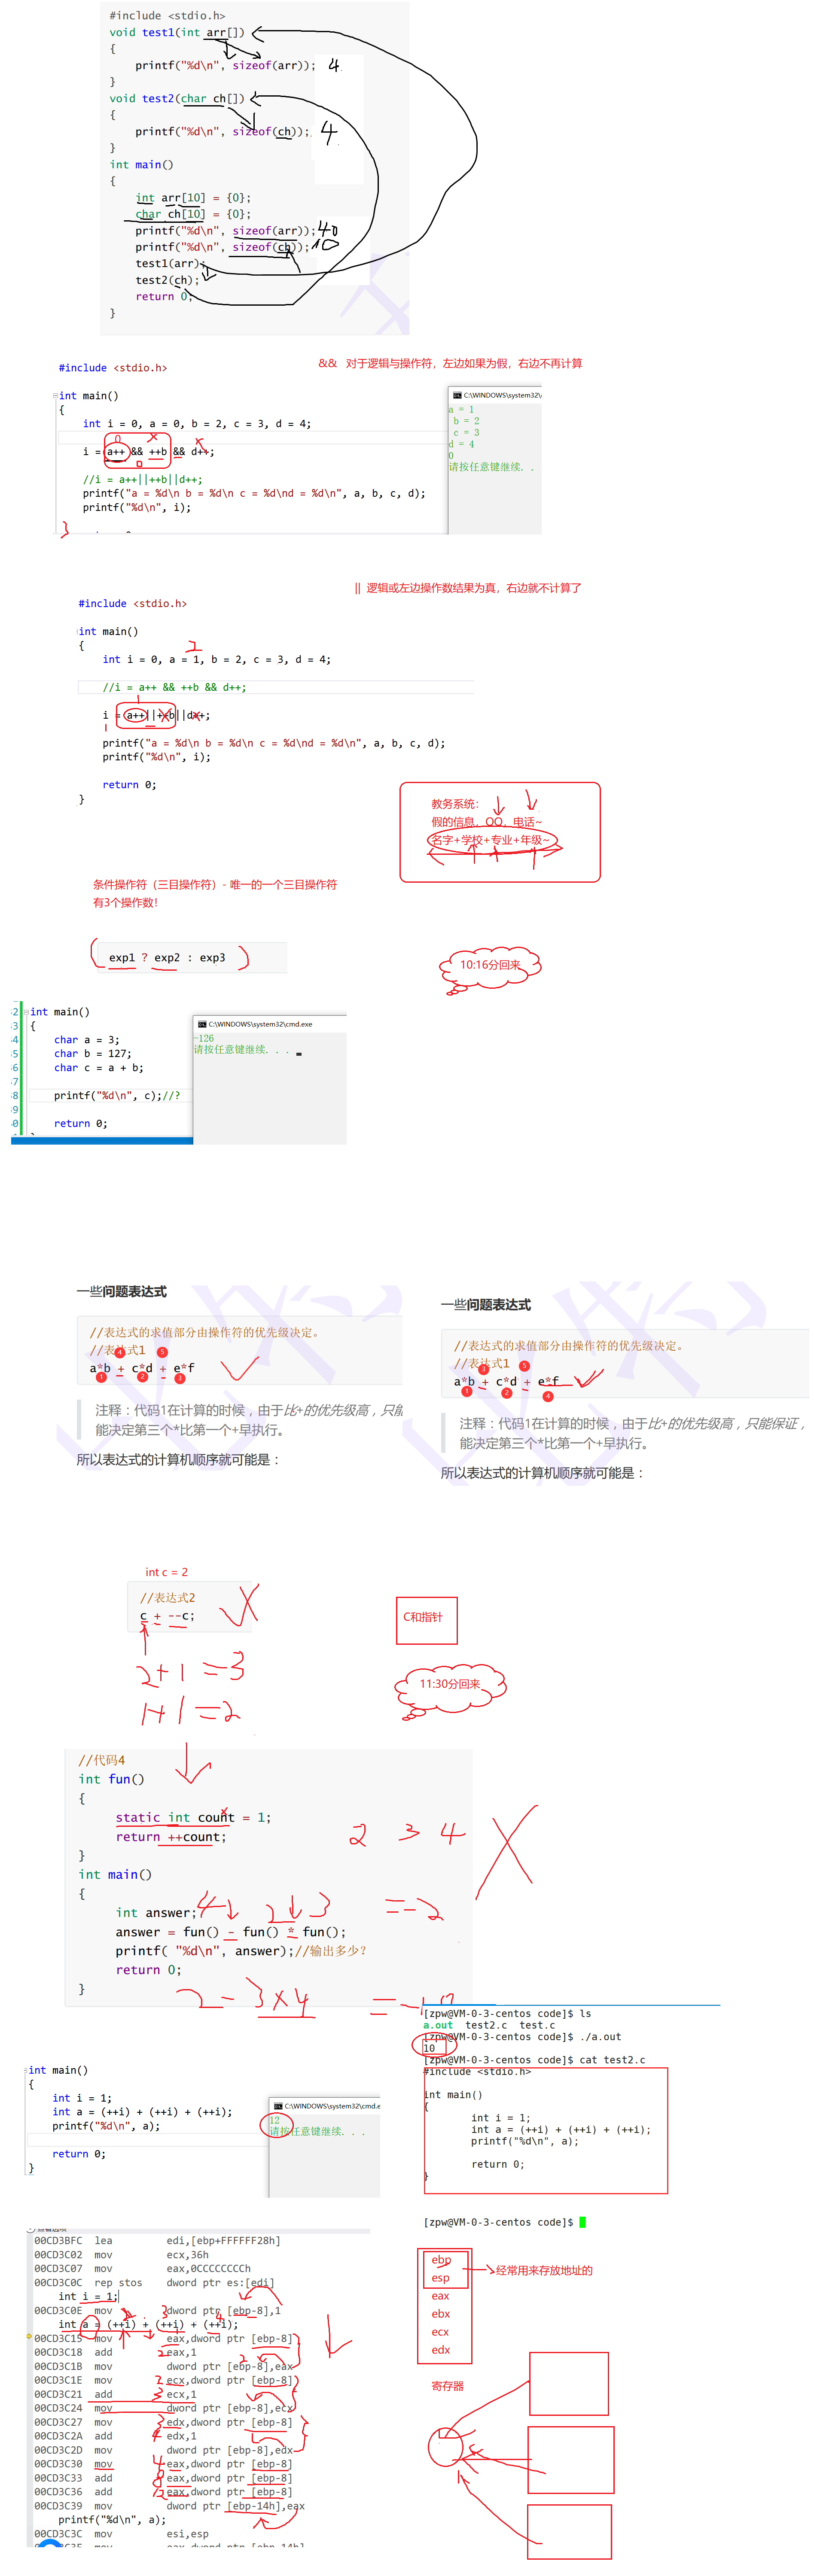 #include <stdio.h>
void test1(int arr[])
{
printf("%d\n", sizeof(arr)); 4
}
void test2(char ch[])
{
printf("%d\n", sizeof(ch)); 4
}
int main()
{
int arr[10] = {0};
char ch[10] = {0};
printf("%d\n", sizeof(arr)); 40
printf("%d\n", sizeof(ch)); 10
test1(arr);
test2(ch);
return 0;
}
&& 对于逻辑与操作符，左边如果为假，右边不再计算
#include <stdio.h>
int main()
{
int i = 0, a = 0, b = 2, c = 3, d = 4;
0
i = a++ && ++b && d++;
0
//i = a++||++b||d++;
printf("a = %d\n b = %d\n c = %d\nd = %d\n", a, b, c, d);
printf("%d\n", i);
}
C:\WINDOWS\system32\
a = 1
b = 2
c = 3
d = 4
0
请按任意键继续. . .
|| 逻辑或左边操作数结果为真，右边就不计算了
#include <stdio.h>
int main()
{
2
int i = 0, a = 1, b = 2, c = 3, d = 4;
//i = a++ && ++b && d++;
1
i = a++||++b||d++;
1
printf("a = %d\n b = %d\n c = %d\nd = %d\n", a, b, c, d);
printf("%d\n", i);
return 0;
}
教务系统：
假的信息，QQ，电话~
名字+学校+专业+年级~
条件操作符（三目操作符）- 唯一的一个三目操作符
有3个操作数！
exp1 ? exp2 : exp3
10:16分回来
int main()
{
char a = 3;
char b = 127;
char c = a + b;
printf("%d\n", c);//?
return 0;
C:\WINDOWS\system32\cmd.exe
-126
请按任意键继续. . .
一些问题表达式
//表达式的求值部分由操作符的优先级决定。
//表达式1
4 5
a*b + c*d + e*f
1 2 3
注释：代码1在计算的时候，由于*比+的优先级高，只能
能决定第三个*比第一个+早执行。
所以表达式的计算机顺序就可能是：
一些问题表达式
//表达式的求值部分由操作符的优先级决定。
//表达式1
3 5
a*b + c*d + e*f
1 2 4
注释：代码1在计算的时候，由于*比+的优先级高，只能保证，
能决定第三个*比第一个+早执行。
所以表达式的计算机顺序就可能是：
int c = 2
//表达式2
c + --c;
2+1=3
1+1=2
C和指针
11:30分回来
//代码4
int fun()
{
static int count = 1;
return ++count;
}
2 3 4
int main()
{
int answer;
4 2 3 =-2
answer = fun() - fun() * fun();
printf( "%d\n", answer);//输出多少?
return 0;
}
2-3×4 =-10
[zpw@VM-0-3-centos code]$ ls
a.out test2.c test.c
[zpw@VM-0-3-centos code]$ ./a.out
10
[zpw@VM-0-3-centos code]$ cat test2.c
#include <stdio.h>
int main()
{
int i = 1;
int a = (++i) + (++i) + (++i);
printf("%d\n", a);
return 0;
}
[zpw@VM-0-3-centos code]$
int main()
{
int i = 1;
int a = (++i) + (++i) + (++i);
printf("%d\n", a);
return 0;
}
C:\WINDOWS\system32\cmd.e
12
请按任意键继续. . .
查看选项
00CD3BFC lea edi,[ebp+FFFFFF28h]
00CD3C02 mov ecx,36h
00CD3C07 mov eax,0CCCCCCCCh
00CD3C0C rep stos dword ptr es:[edi]
int i = 1;
00CD3C0E mov dword ptr [ebp-8],1
int a = (++i) + (++i) + (++i);
00CD3C15 mov eax,dword ptr [ebp-8]
00CD3C18 add eax,1
00CD3C1B mov dword ptr [ebp-8],eax
00CD3C1E mov ecx,dword ptr [ebp-8]
00CD3C21 add ecx,1
00CD3C24 mov dword ptr [ebp-8],ecx
00CD3C27 mov edx,dword ptr [ebp-8]
00CD3C2A add edx,1
00CD3C2D mov dword ptr [ebp-8],edx
00CD3C30 mov eax,dword ptr [ebp-8]
00CD3C33 add eax,dword ptr [ebp-8]
00CD3C36 add eax,dword ptr [ebp-8]
00CD3C39 mov dword ptr [ebp-14h],eax
printf("%d\n", a);
00CD3C3C mov esi,esp
ebp
esp
经常用来存放地址的
eax
ebx
ecx
edx
寄存器